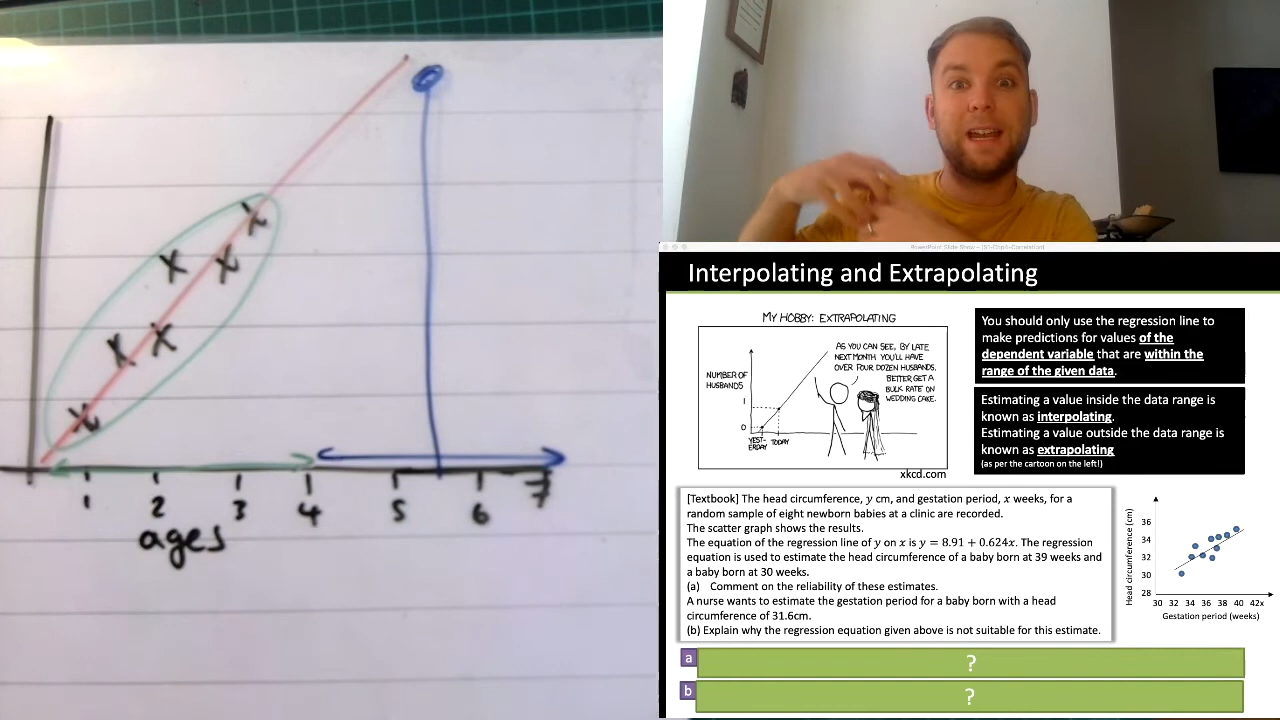 1 2 3 4 5 6 7
ages
PowerPoint Slide Show - [S1-Chp4-Correlation]
Interpolating and Extrapolating
MY HOBBY: EXTRAPOLATING
AS YOU CAN SEE, BY LATE
NEXT MONTH YOU'LL HAVE
OVER FOUR DOZEN HUSBANDS.
BETTER GET A
BULK RATE ON
WEDDING CAKE.
NUMBER OF
HUSBANDS
1
0
YEST-
ERDAY
TODAY
xkcd.com
You should only use the regression line to
make predictions for values of the
dependent variable that are within the
range of the given data.
Estimating a value inside the data range is
known as interpolating.
Estimating a value outside the data range is
known as extrapolating
(as per the cartoon on the left!)
[Textbook] The head circumference, y cm, and gestation period, x weeks, for a
random sample of eight newborn babies at a clinic are recorded.
The scatter graph shows the results.
The equation of the regression line of y on x is y = 8.91 + 0.624x. The regression
equation is used to estimate the head circumference of a baby born at 39 weeks and
a baby born at 30 weeks.
(a) Comment on the reliability of these estimates.
A nurse wants to estimate the gestation period for a baby born with a head
circumference of 31.6cm.
(b) Explain why the regression equation given above is not suitable for this estimate.
Head circumference (cm)
36
34
32
30
28
30 32 34 36 38 40 42x
Gestation period (weeks)
a ?
b ?